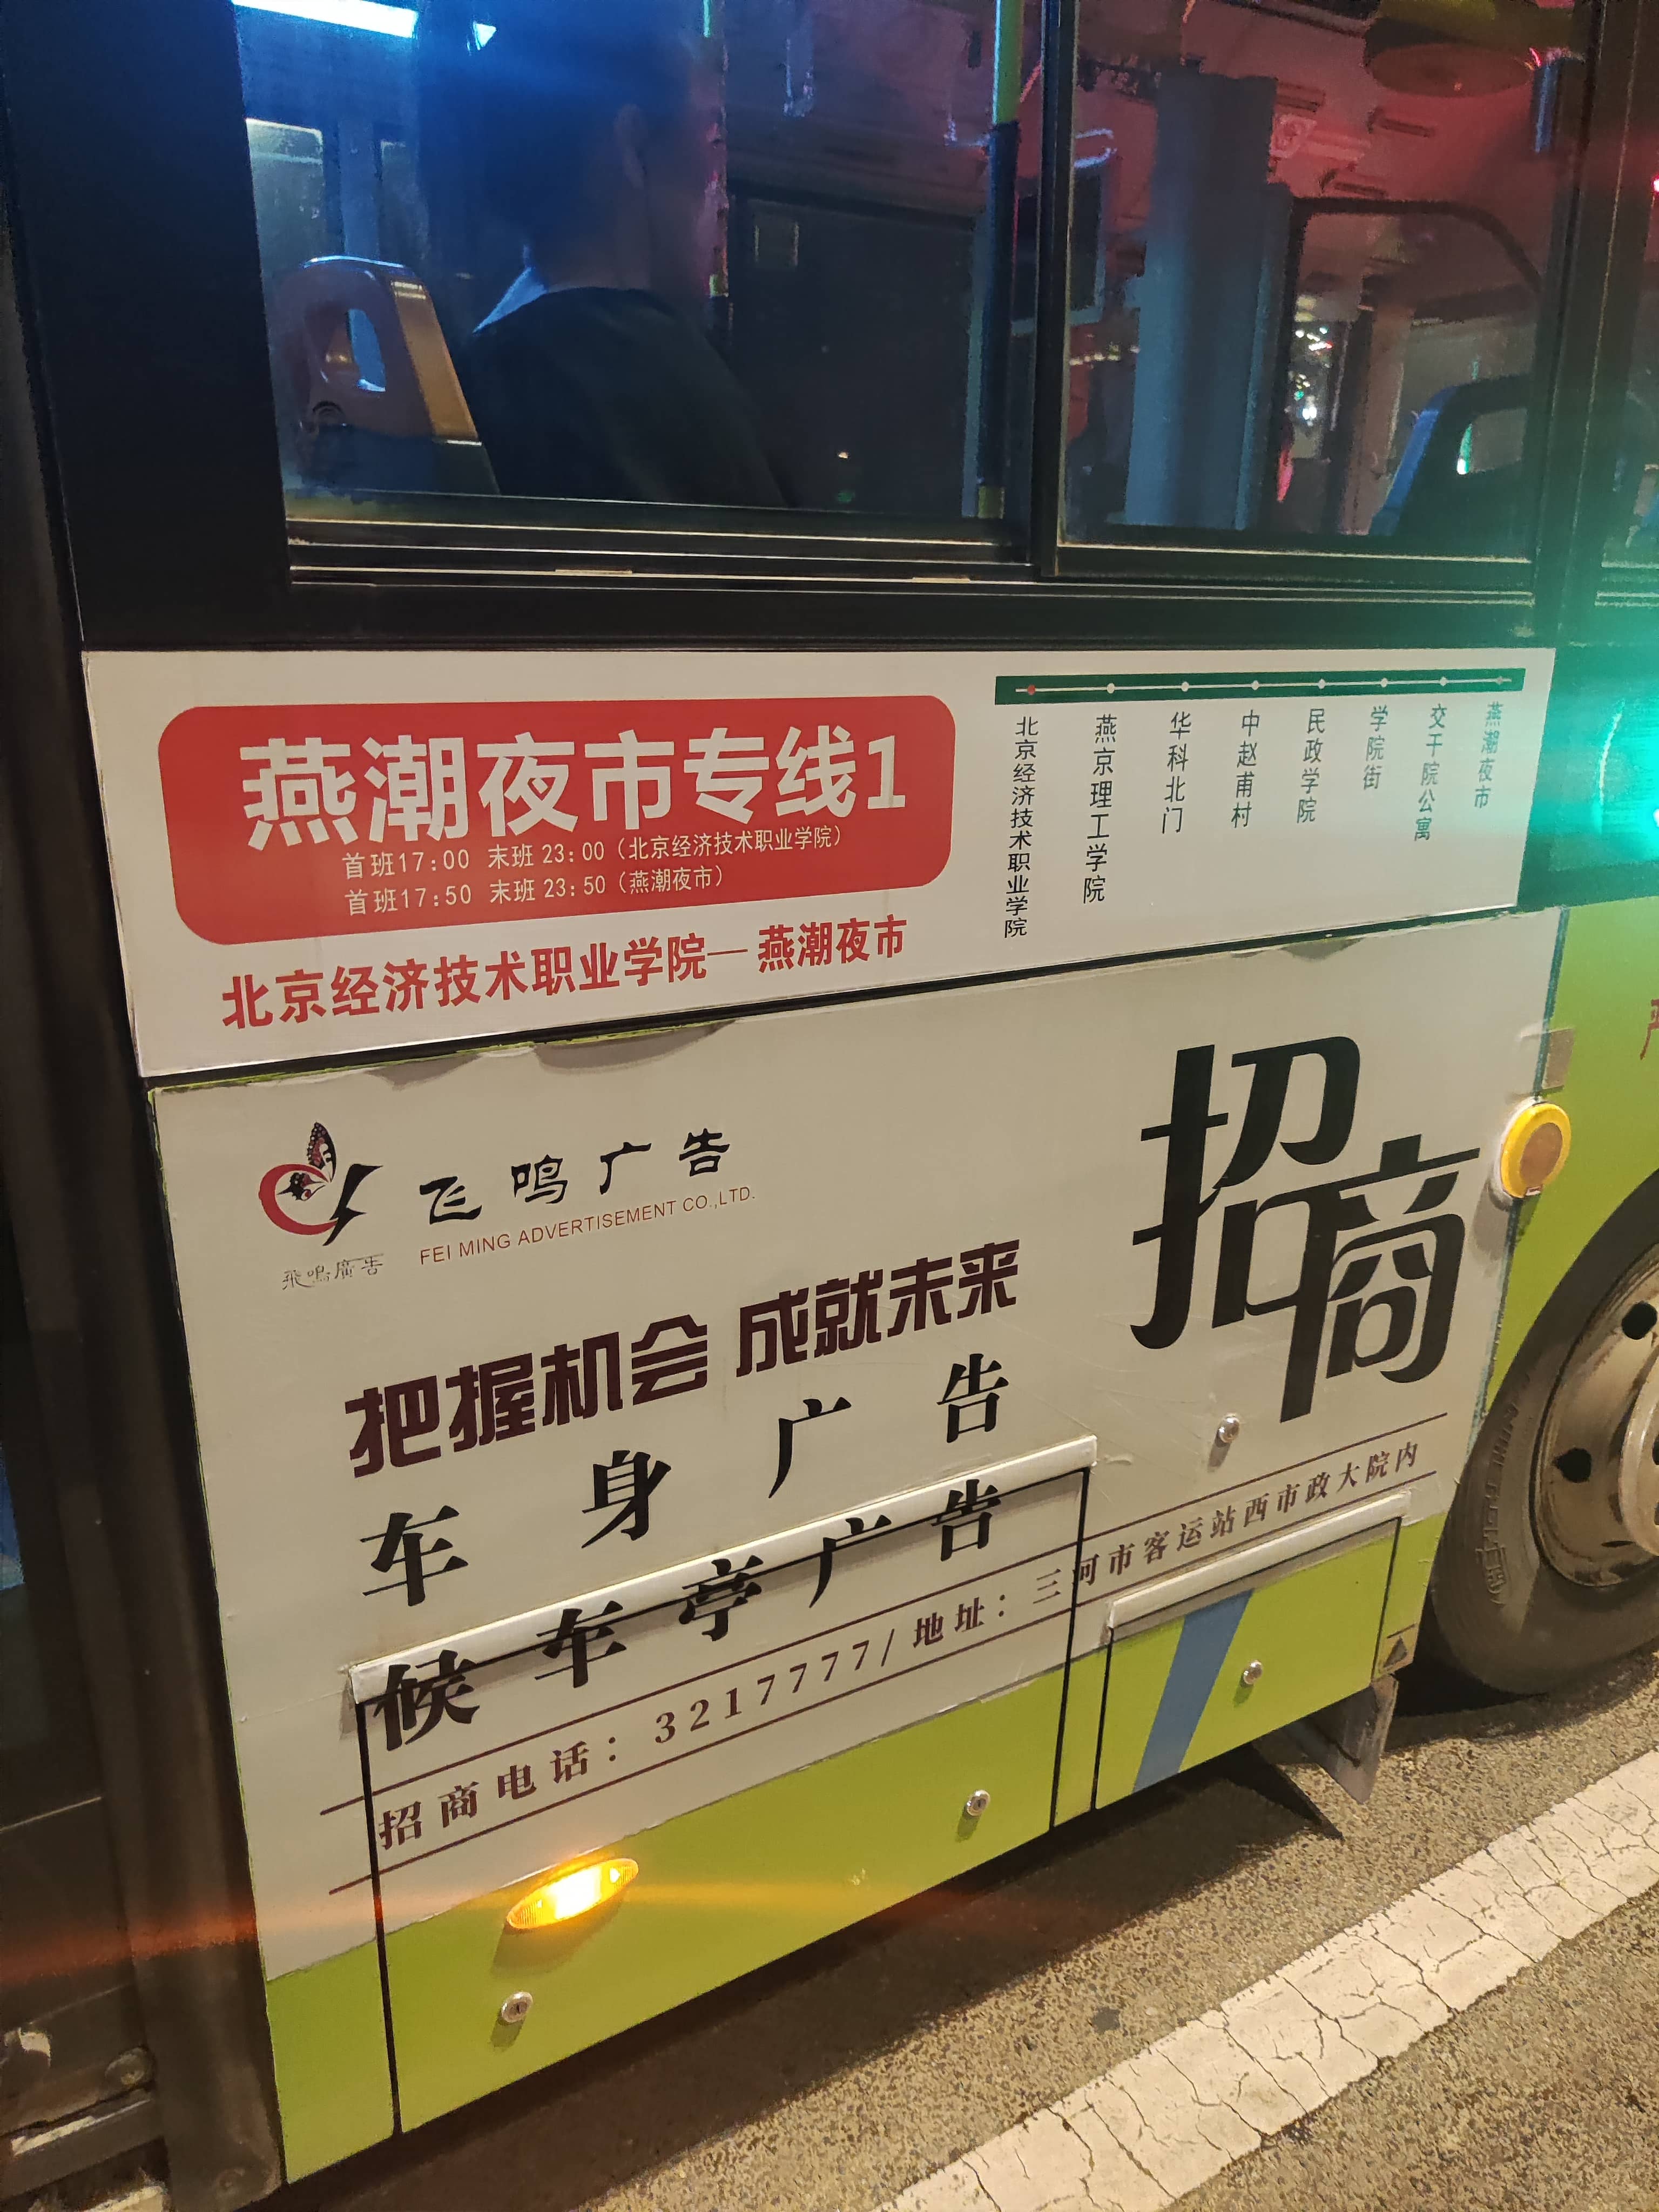 燕潮夜市专线1
首班17:00 末班23:00(北京经济技术职业学院)
首班17:50 末班23:50(燕潮夜市)
北京经济技术职业学院—燕潮夜市
北京经济技术职业学院
燕京理工学院
华科北门
中赵甫村
民政学院
学院街
交干院公寓
燕潮夜市
飞鸣广告
FEI MING ADVERTISEMENT CO.,LTD.
飛鳴廣告
招商
把握机会 成就未来
车身广告
候车亭广告
招商电话:3217777/地址:三河市客运站西市政大院内